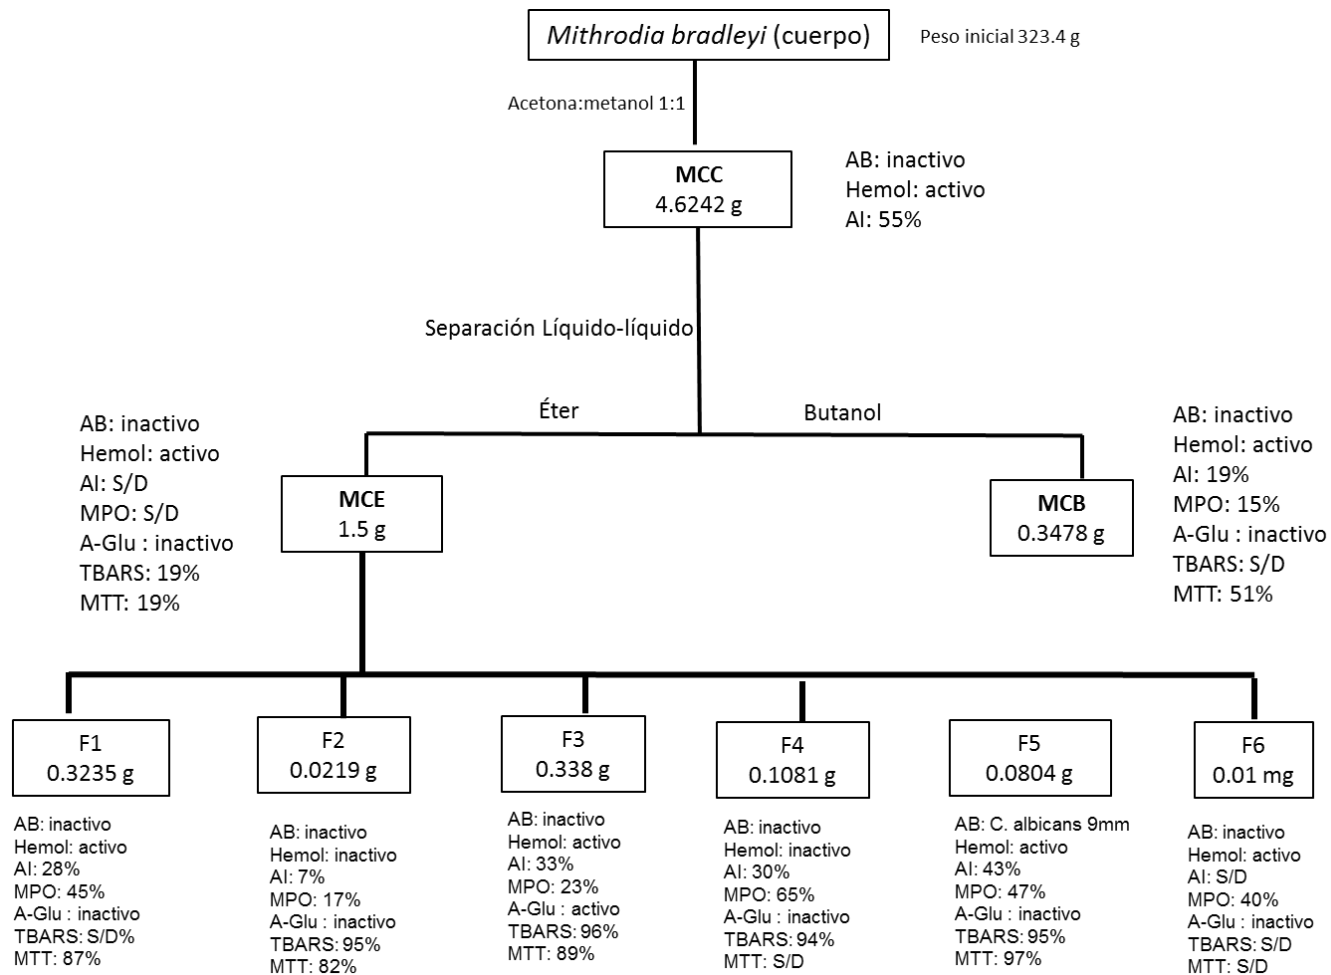 Mithrodia bradleyi (cuerpo)
Peso inicial 323.4 g
Acetona:metanol 1:1
MCC
4.6242 g
AB: inactivo
Hemol: activo
AI: 55%
Separación Líquido-líquido
Éter
Butanol
AB: inactivo
Hemol: activo
AI: S/D
MPO: S/D
A-Glu : inactivo
TBARS: 19%
MTT: 19%
MCE
1.5 g
MCB
0.3478 g
AB: inactivo
Hemol: activo
AI: 19%
MPO: 15%
A-Glu : inactivo
TBARS: S/D
MTT: 51%
F1
0.3235 g
AB: inactivo
Hemol: activo
AI: 28%
MPO: 45%
A-Glu : inactivo
TBARS: S/D%
MTT: 87%
F2
0.0219 g
AB: inactivo
Hemol: inactivo
AI: 7%
MPO: 17%
A-Glu : inactivo
TBARS: 95%
MTT: 82%
F3
0.338 g
AB: inactivo
Hemol: activo
AI: 33%
MPO: 23%
A-Glu : activo
TBARS: 96%
MTT: 89%
F4
0.1081 g
AB: inactivo
Hemol: inactivo
AI: 30%
MPO: 65%
A-Glu : inactivo
TBARS: 94%
MTT: S/D
F5
0.0804 g
AB: C. albicans 9mm
Hemol: activo
AI: 43%
MPO: 47%
A-Glu : inactivo
TBARS: 95%
MTT: 97%
F6
0.01 mg
AB: inactivo
Hemol: activo
AI: S/D
MPO: 40%
A-Glu : inactivo
TBARS: S/D
MTT: S/D